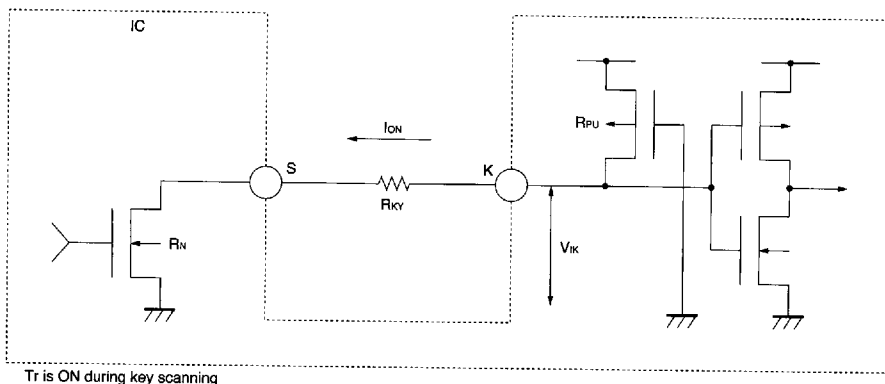 IC
ION
RPU
S
K
RKY
RN
VIK
Tr is ON during key scanning